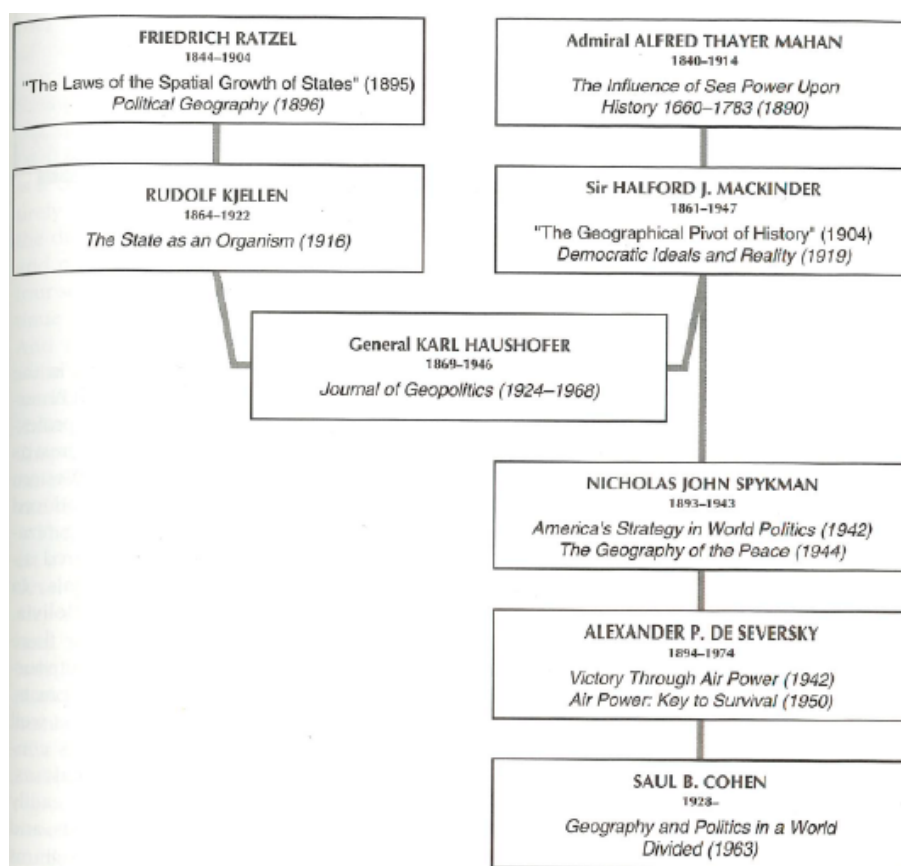 FRIEDRICH RATZEL
1844–1904
"The Laws of the Spatial Growth of States" (1895)
Political Geography (1896)
Admiral ALFRED THAYER MAHAN
1840–1914
The Influence of Sea Power Upon
History 1660–1783 (1890)
RUDOLF KJELLEN
1864–1922
The State as an Organism (1916)
Sir HALFORD J. MACKINDER
1861–1947
"The Geographical Pivot of History" (1904)
Democratic Ideals and Reality (1919)
General KARL HAUSHOFER
1869–1946
Journal of Geopolitics (1924–1968)
NICHOLAS JOHN SPYKMAN
1893–1943
America's Strategy in World Politics (1942)
The Geography of the Peace (1944)
ALEXANDER P. DE SEVERSKY
1894–1974
Victory Through Air Power (1942)
Air Power: Key to Survival (1950)
SAUL B. COHEN
1928–
Geography and Politics in a World
Divided (1963)